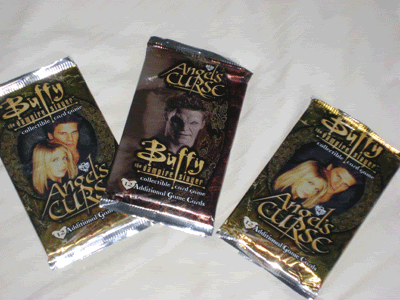 Buffy
the vampire slayer
collectible card game
Angel's
CURSE
Additional Game
Angel's
CURSE
Buffy
the vampire slayer
collectible card game
Additional Game Cards
Buffy
the vampire slayer
collectible card game
Angel's
CURSE
Additional Game Cards